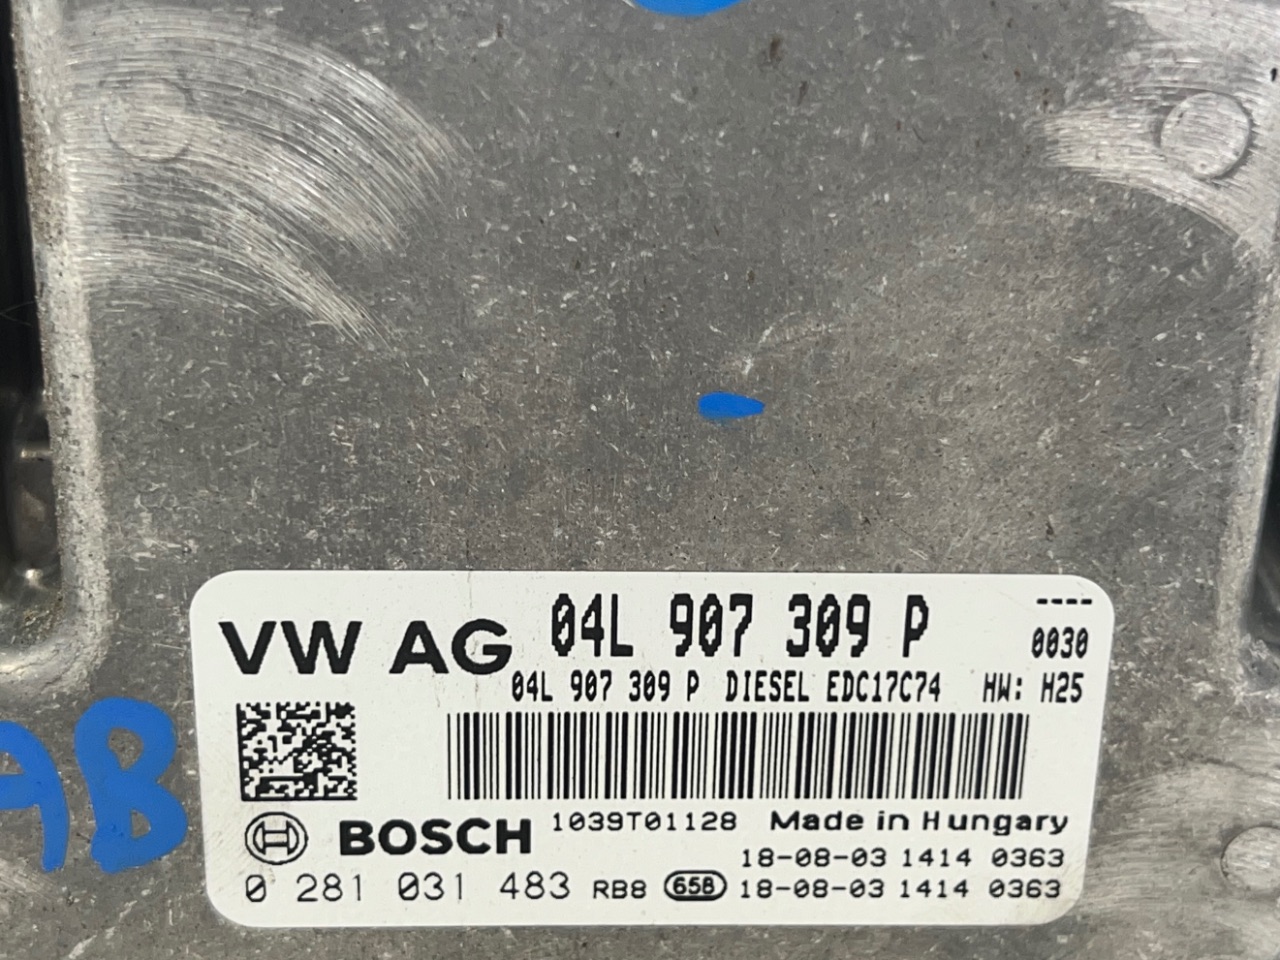 VW AG 04L 907 309 P ----
0030
04L 907 309 P DIESEL EDC17C74 HW: H25
BOSCH 1039T01128 Made in Hungary
18-08-03 1414 0363
0 281 031 483 RB8 658 18-08-03 1414 0363
AB